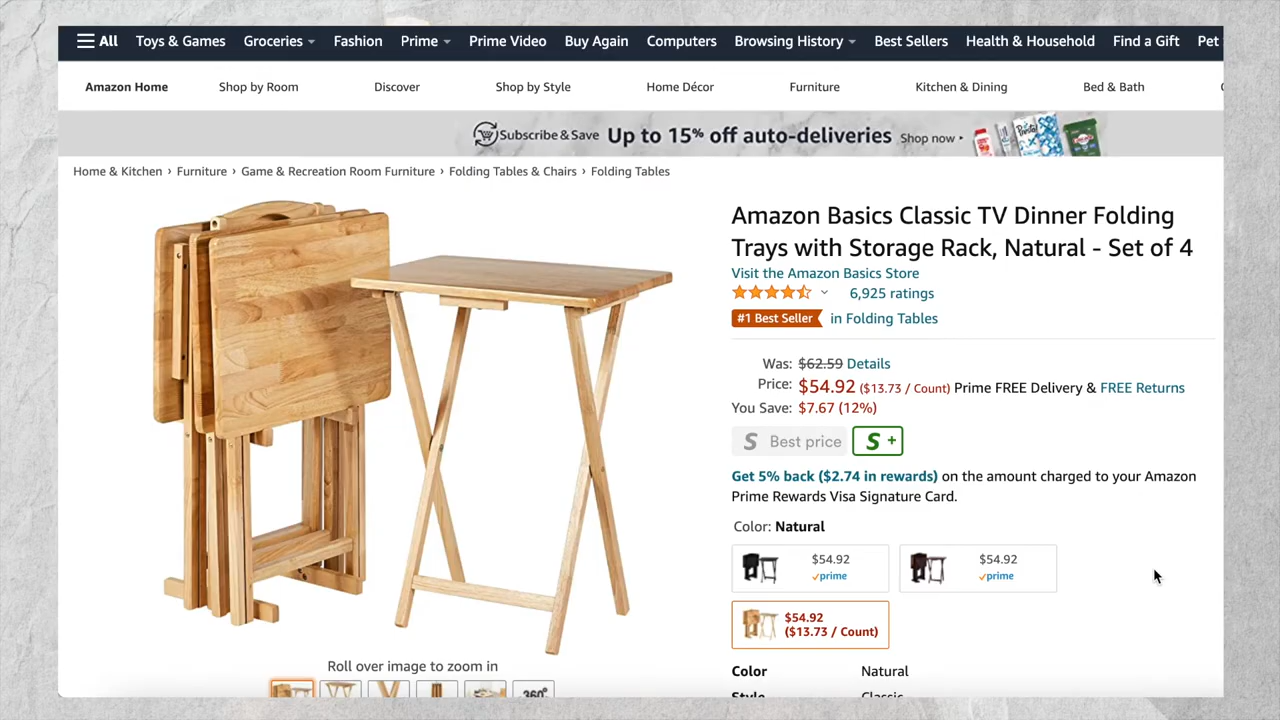 All Toys & Games Groceries Fashion Prime Prime Video Buy Again Computers Browsing History Best Sellers Health & Household Find a Gift Pet
Amazon Home Shop by Room Discover Shop by Style Home Décor Furniture Kitchen & Dining Bed & Bath
Subscribe & Save Up to 15% off auto-deliveries Shop now
Home & Kitchen › Furniture › Game & Recreation Room Furniture › Folding Tables & Chairs › Folding Tables
Amazon Basics Classic TV Dinner Folding
Trays with Storage Rack, Natural - Set of 4
Visit the Amazon Basics Store
6,925 ratings
#1 Best Seller in Folding Tables
Was: $62.59 Details
Price: $54.92 ($13.73 / Count) Prime FREE Delivery & FREE Returns
You Save: $7.67 (12%)
S Best price S +
Get 5% back ($2.74 in rewards) on the amount charged to your Amazon
Prime Rewards Visa Signature Card.
Color: Natural
$54.92 $54.92
prime prime
$54.92
($13.73 / Count)
Roll over image to zoom in
Color Natural
Style Classic
360°